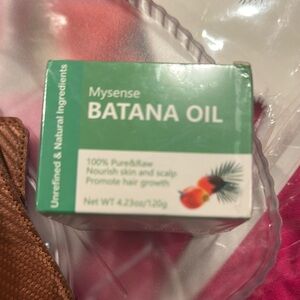 Unrefined & Natural Ingredients
Mysense
BATANA OIL
100% Pure&Raw
Nourish skin and scalp
Promote hair growth
Net WT 4.23oz/120g